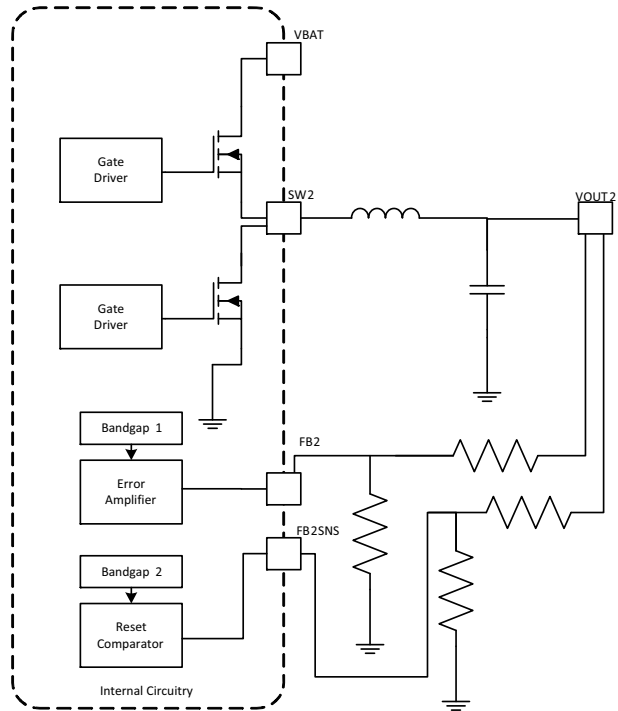 VBAT
Gate
Driver
SW2
VOUT2
Gate
Driver
Bandgap 1
FB2
Error
Amplifier
FB2SNS
Bandgap 2
Reset
Comparator
Internal Circuitry